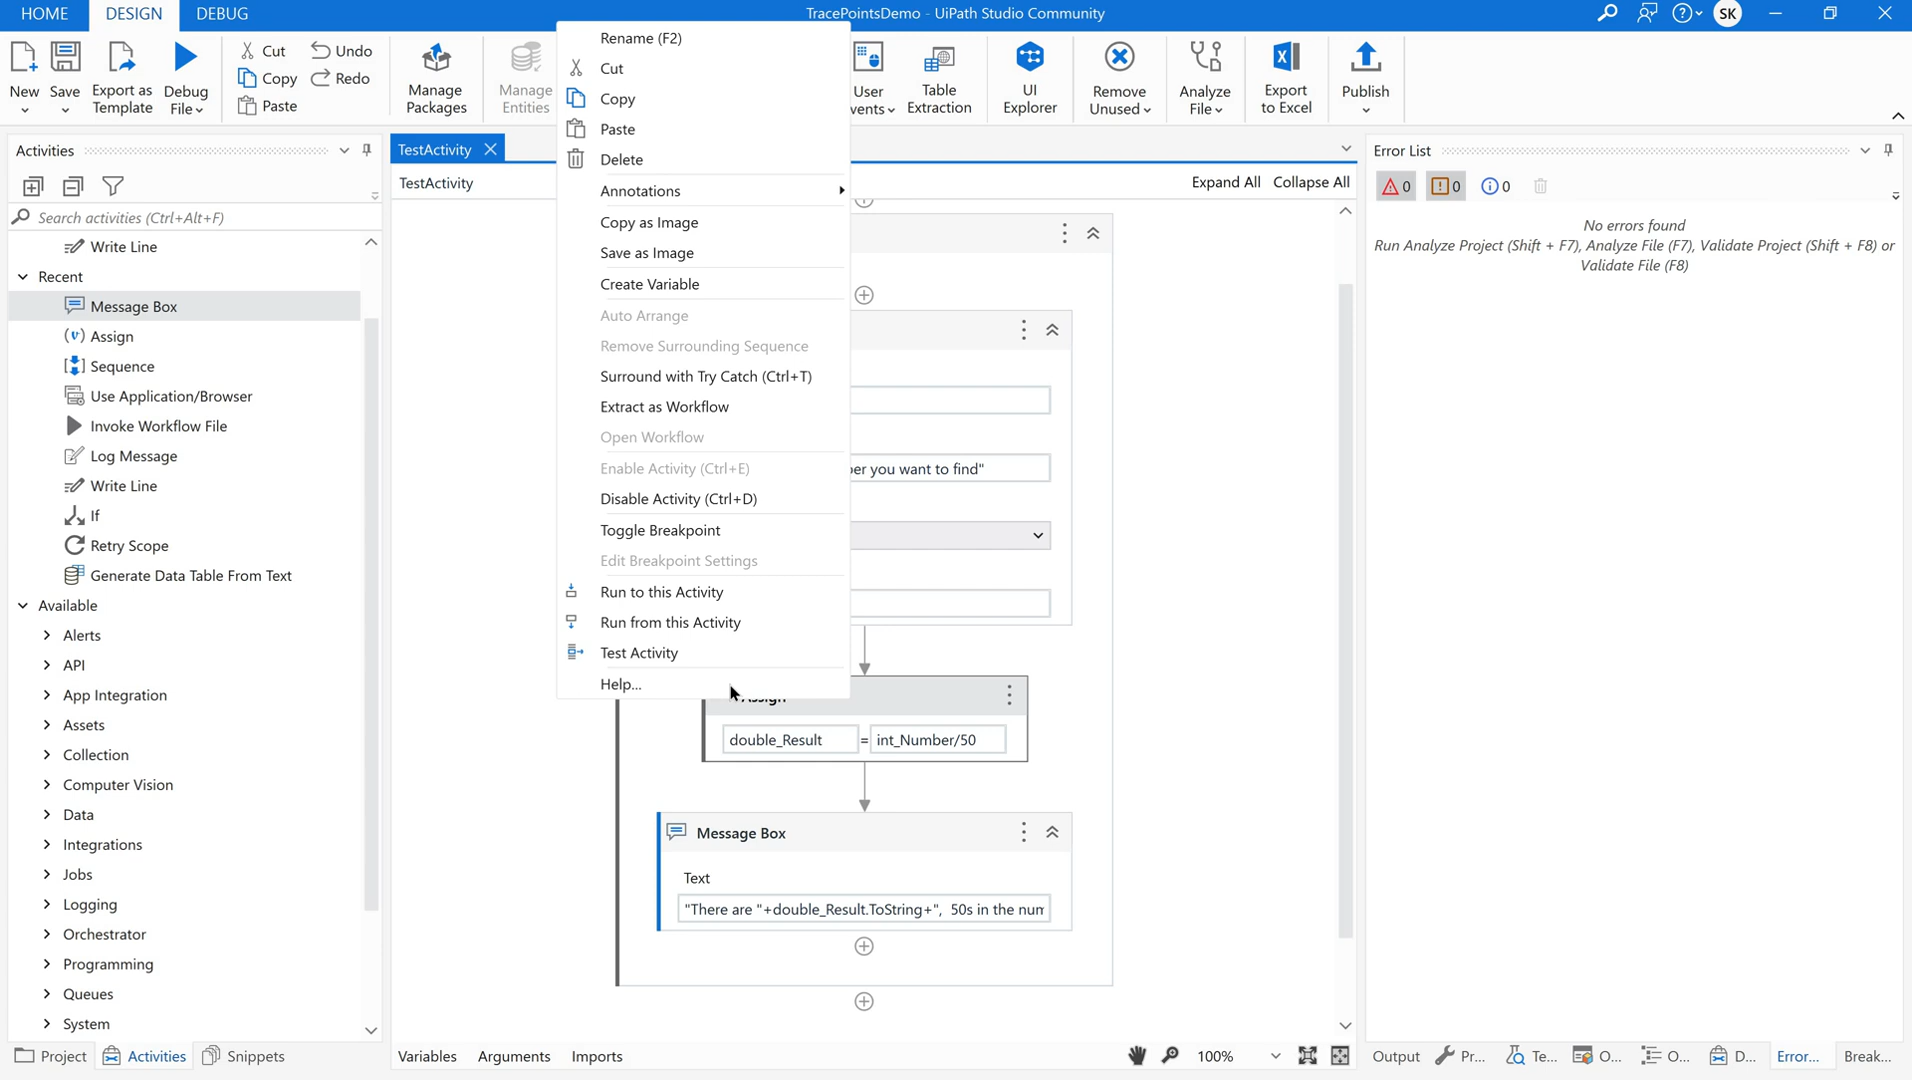 HOME DESIGN DEBUG
TracePointsDemo - UiPath Studio Community
SK
New
Save
Export as
Template
Debug
File
Cut
Copy
Paste
Undo
Redo
Manage
Packages
Manage
Entities
User
vents
Table
Extraction
UI
Explorer
Remove
Unused
Analyze
File
Export
to Excel
Publish
Activities
Search activities (Ctrl+Alt+F)
Write Line
Recent
Message Box
Assign
Sequence
Use Application/Browser
Invoke Workflow File
Log Message
Write Line
If
Retry Scope
Generate Data Table From Text
Available
Alerts
API
App Integration
Assets
Collection
Computer Vision
Data
Integrations
Jobs
Logging
Orchestrator
Programming
Queues
System
Project
Activities
Snippets
TestActivity
TestActivity
Expand All Collapse All
Rename (F2)
Cut
Copy
Paste
Delete
Annotations
Copy as Image
Save as Image
Create Variable
Auto Arrange
Remove Surrounding Sequence
Surround with Try Catch (Ctrl+T)
Extract as Workflow
Open Workflow
Enable Activity (Ctrl+E)
Disable Activity (Ctrl+D)
Toggle Breakpoint
Edit Breakpoint Settings
Run to this Activity
Run from this Activity
Test Activity
Help...
ber you want to find"
Assign
double_Result = int_Number/50
Message Box
Text
"There are "+double_Result.ToString+", 50s in the num
Variables Arguments Imports
100%
Error List
0 0 0
No errors found
Run Analyze Project (Shift + F7), Analyze File (F7), Validate Project (Shift + F8) or
Validate File (F8)
Output Pr... Te... O... O... D... Error... Break...